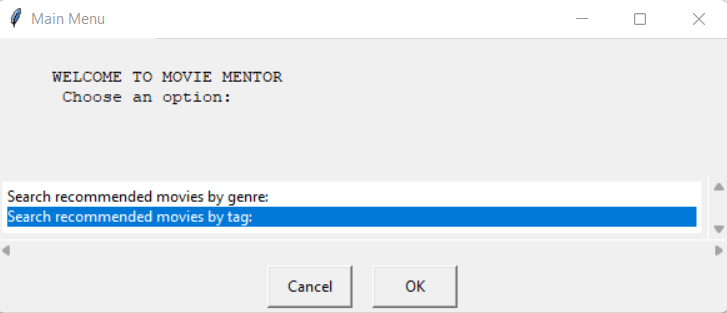 Main Menu
WELCOME TO MOVIE MENTOR
Choose an option:
Search recommended movies by genre:
Search recommended movies by tag:
Cancel OK